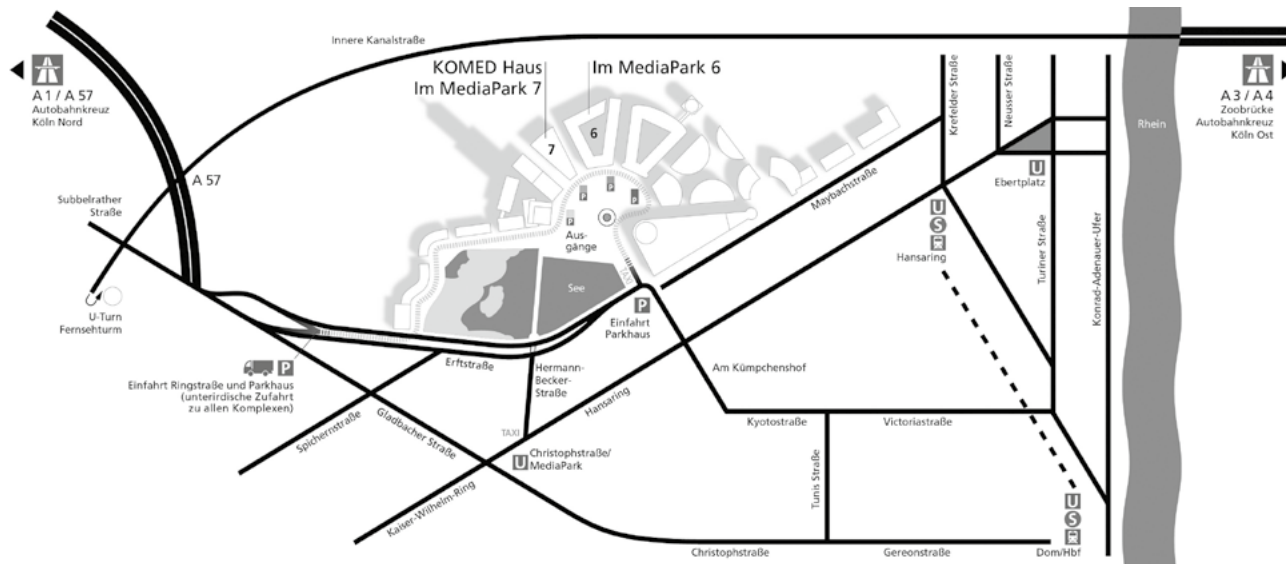 Innere Kanalstraße
KOMED Haus
Im MediaPark 7
Im MediaPark 6
A 1 / A 57
Autobahnkreuz
Köln Nord
A 3 / A 4
Zoobrücke
Autobahnkreuz
Köln Ost
Krefelder Straße
Neusser Straße
Rhein
6
7
A 57
U
Ebertplatz
Subbelrather
Straße
Maybachstraße
P
P
P
P
Aus-
gänge
U
S
Hansaring
Turiner Straße
Konrad-Adenauer-Ufer
TAXI
See
P
Einfahrt
Parkhaus
U-Turn
Fernsehturm
P
Einfahrt Ringstraße und Parkhaus
(unterirdische Zufahrt
zu allen Komplexen)
Erftstraße
Hermann-
Becker-
Straße
Hansaring
Am Kümpchenshof
Spichernstraße
Gladbacher Straße
TAXI
Kyotostraße
Victoriastraße
U
Christophstraße/
MediaPark
Kaiser-Wilhelm-Ring
Tunis Straße
U
S
Christophstraße
Gereonstraße
Dom/Hbf